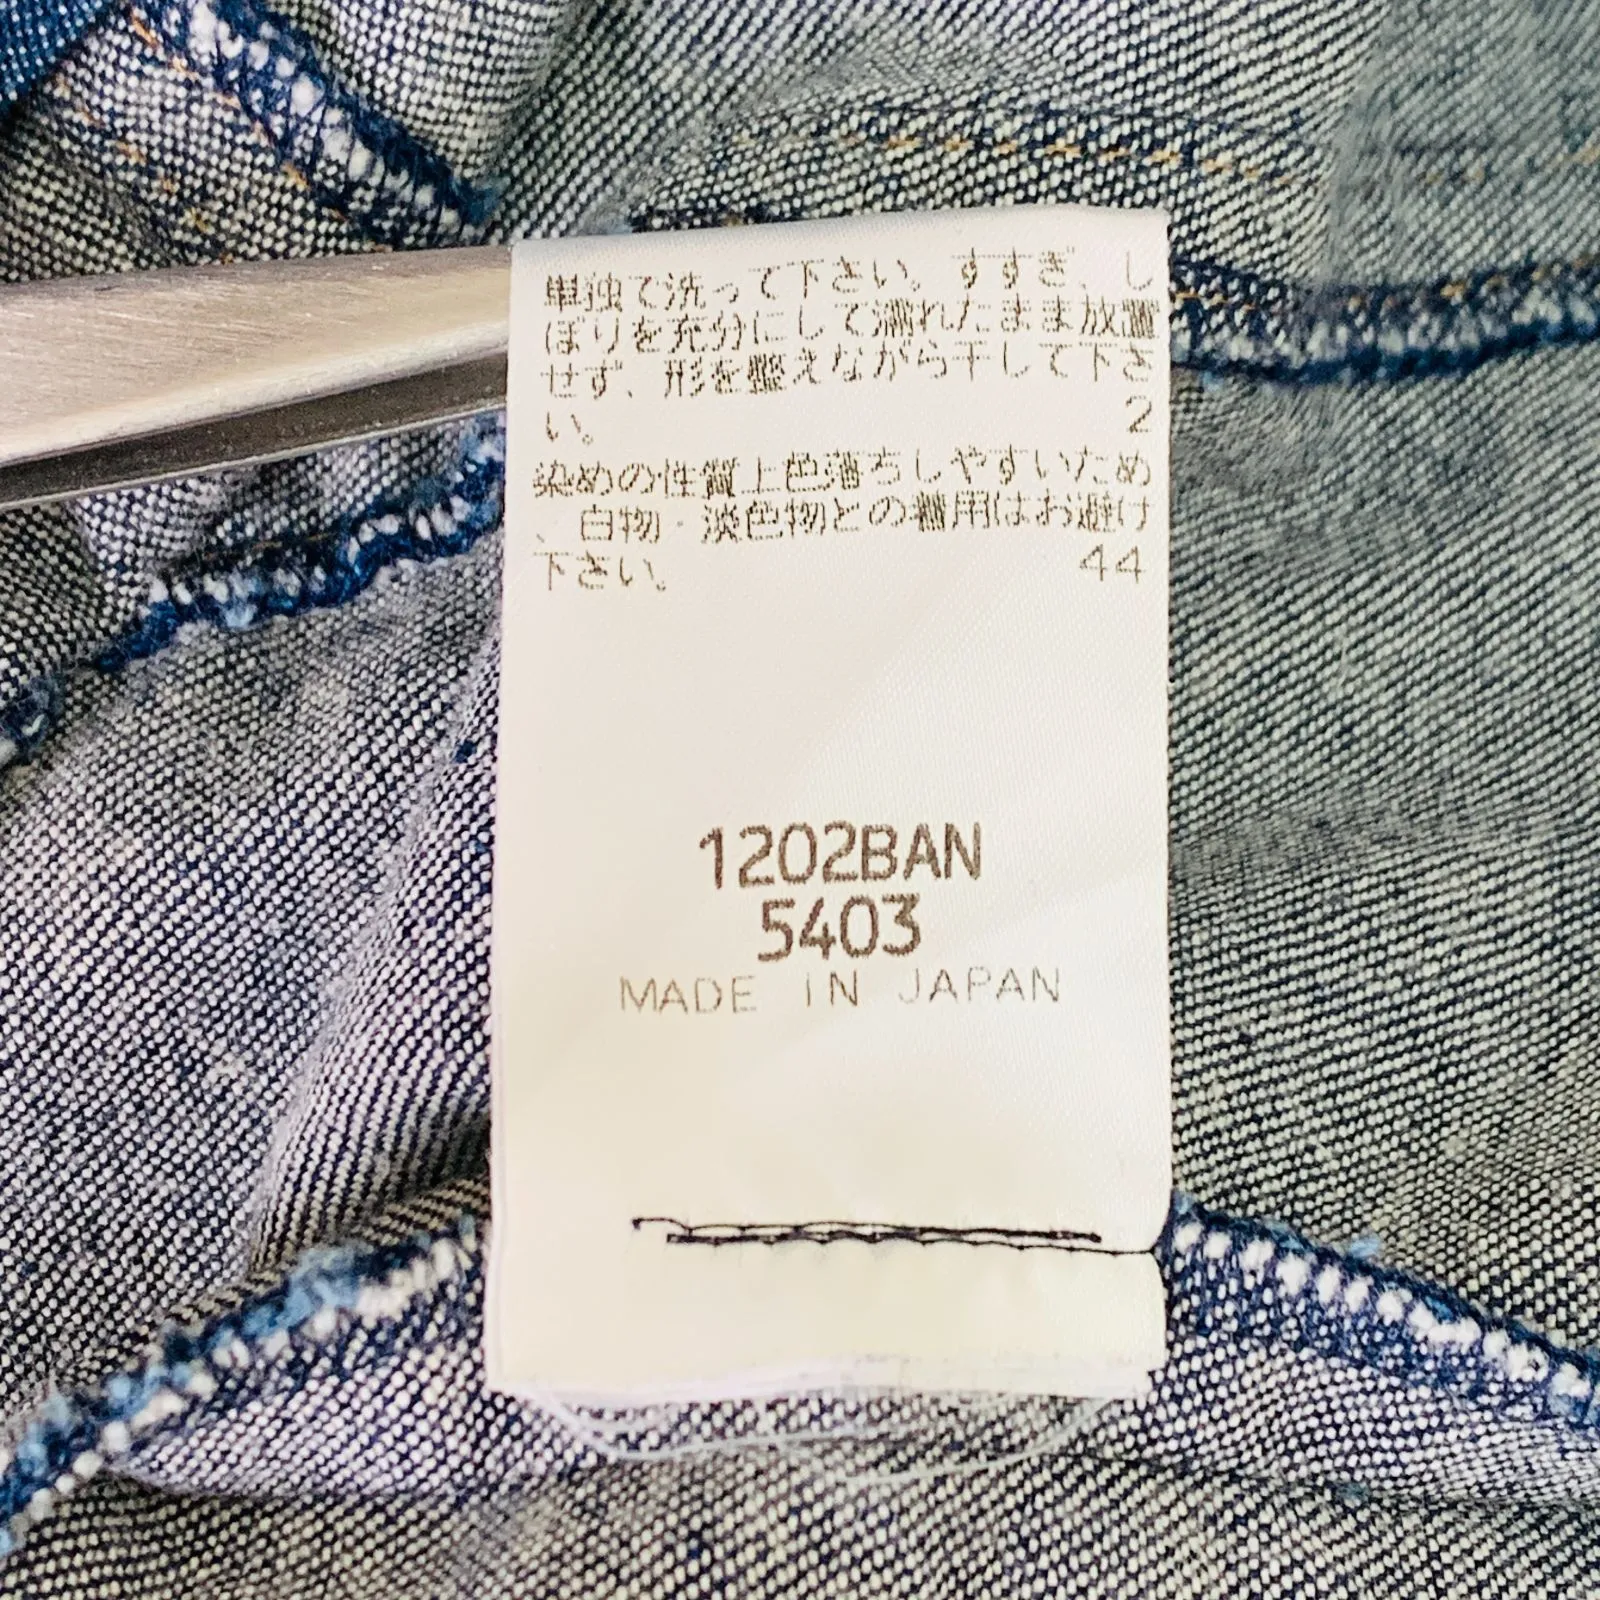 単独で洗って下さい。すすぎ、し
ぼりを充分にして濡れたまま放置
せず、形を整えながら干して下さ
い。 2
染めの性質上色落ちしやすいため
、白物・淡色物との着用はお避け
下さい。 44
1202BAN
5403
MADE IN JAPAN